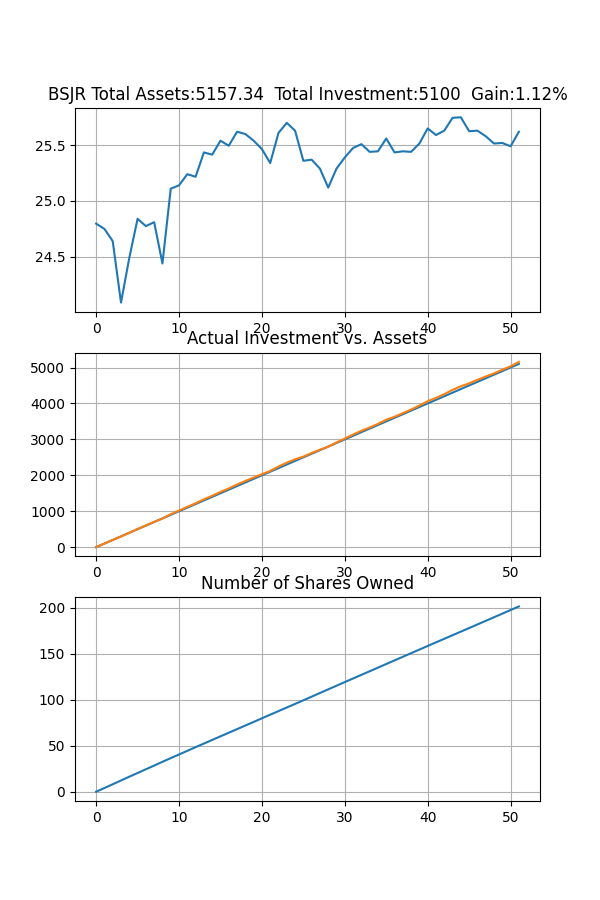 BSJR Total Assets:5157.34  Total Investment:5100  Gain:1.12%
25.5
25.0
24.5
0 10 20 30 40 50
Actual Investment vs. Assets
5000
4000
3000
2000
1000
0
0 10 20 30 40 50
Number of Shares Owned
200
150
100
50
0
0 10 20 30 40 50